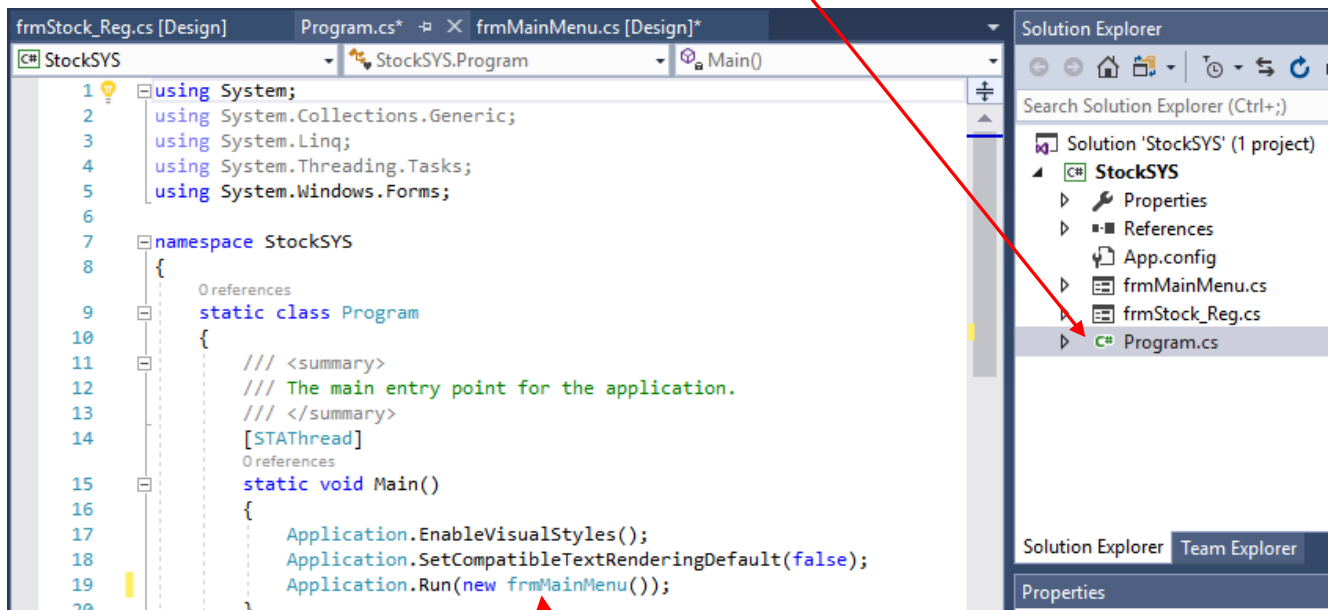 frmStock_Reg.cs [Design] Program.cs* frmMainMenu.cs [Design]*
C# StockSYS StockSYS.Program Main()
1 using System;
2 using System.Collections.Generic;
3 using System.Linq;
4 using System.Threading.Tasks;
5 using System.Windows.Forms;
6
7 namespace StockSYS
8 {
0 references
9 static class Program
10 {
11 /// <summary>
12 /// The main entry point for the application.
13 /// </summary>
14 [STAThread]
0 references
15 static void Main()
16 {
17 Application.EnableVisualStyles();
18 Application.SetCompatibleTextRenderingDefault(false);
19 Application.Run(new frmMainMenu());
20 }
Solution Explorer
Search Solution Explorer (Ctrl+;)
Solution 'StockSYS' (1 project)
C# StockSYS
Properties
References
App.config
frmMainMenu.cs
frmStock_Reg.cs
C# Program.cs
Solution Explorer Team Explorer
Properties